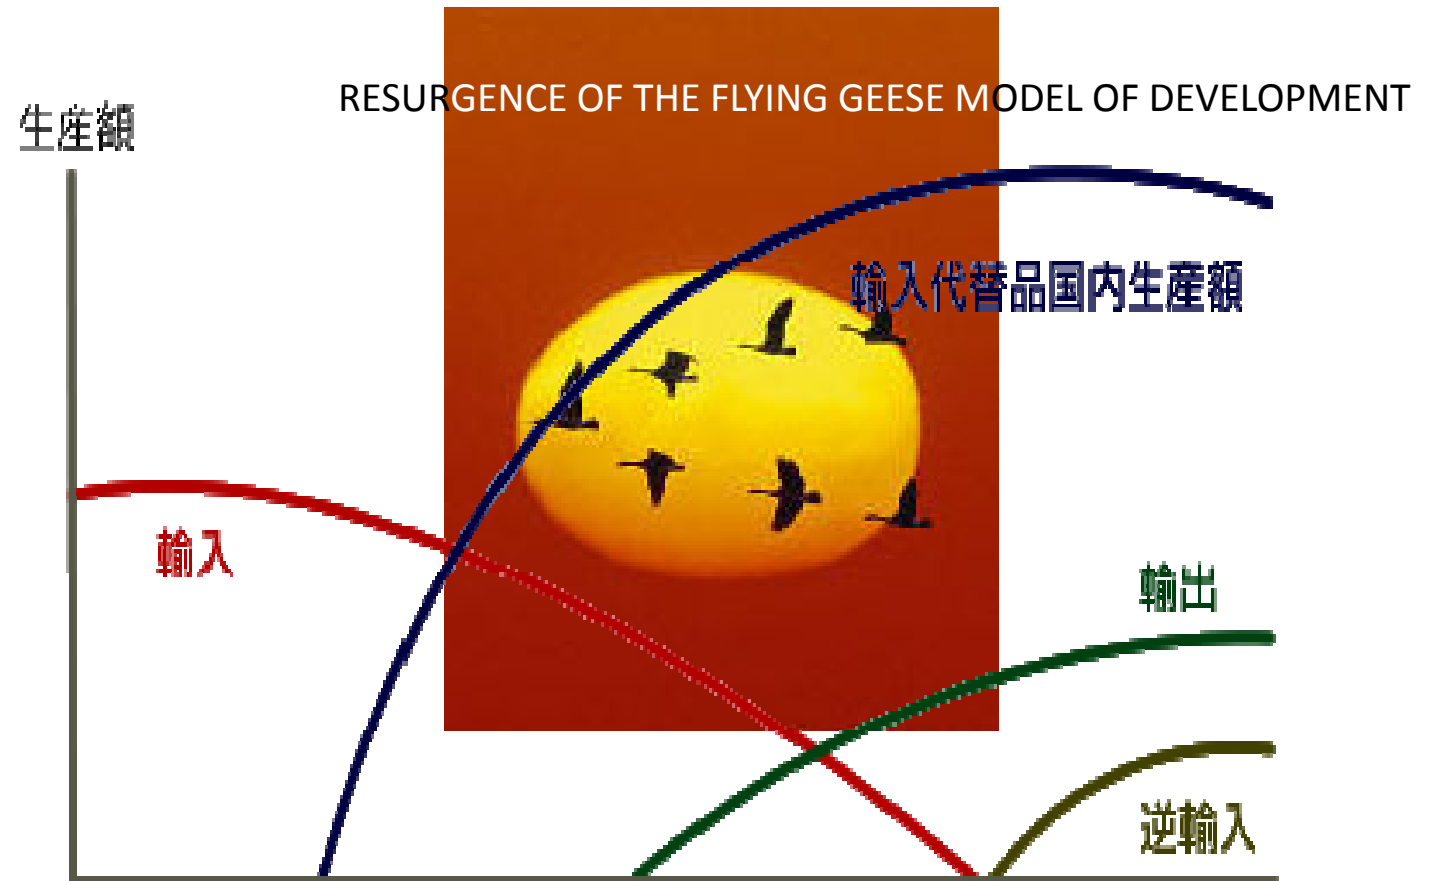 RESURGENCE OF THE FLYING GEESE MODEL OF DEVELOPMENT
生産額
輸入代替品国内生産額
輸入
輸出
逆輸入